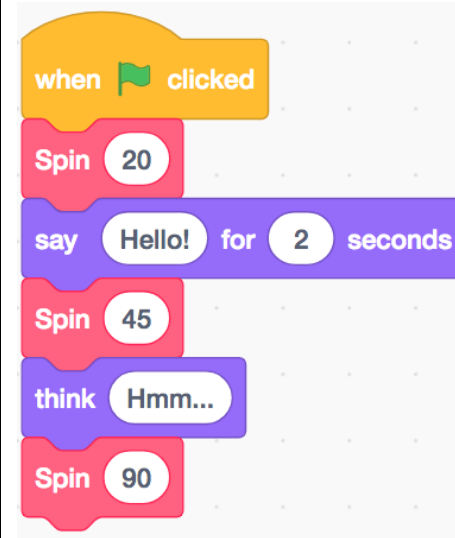 when clicked
Spin 20
say Hello! for 2 seconds
Spin 45
think Hmm...
Spin 90